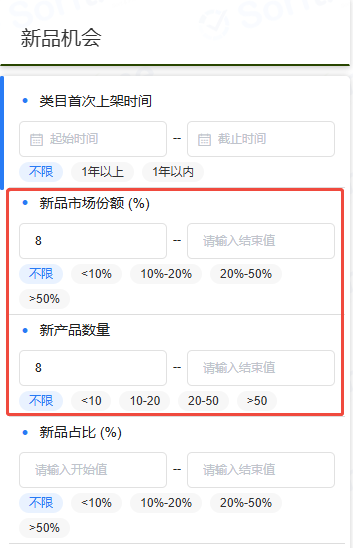 新品机会
类目首次上架时间
起始时间 -- 截止时间
不限 1年以上 1年以内
新品市场份额 (%)
8 -- 请输入结束值
不限 <10% 10%-20% 20%-50%
>50%
新产品数量
8 -- 请输入结束值
不限 <10 10-20 20-50 >50
新品占比 (%)
请输入开始值 -- 请输入结束值
不限 <10% 10%-20% 20%-50%
>50%